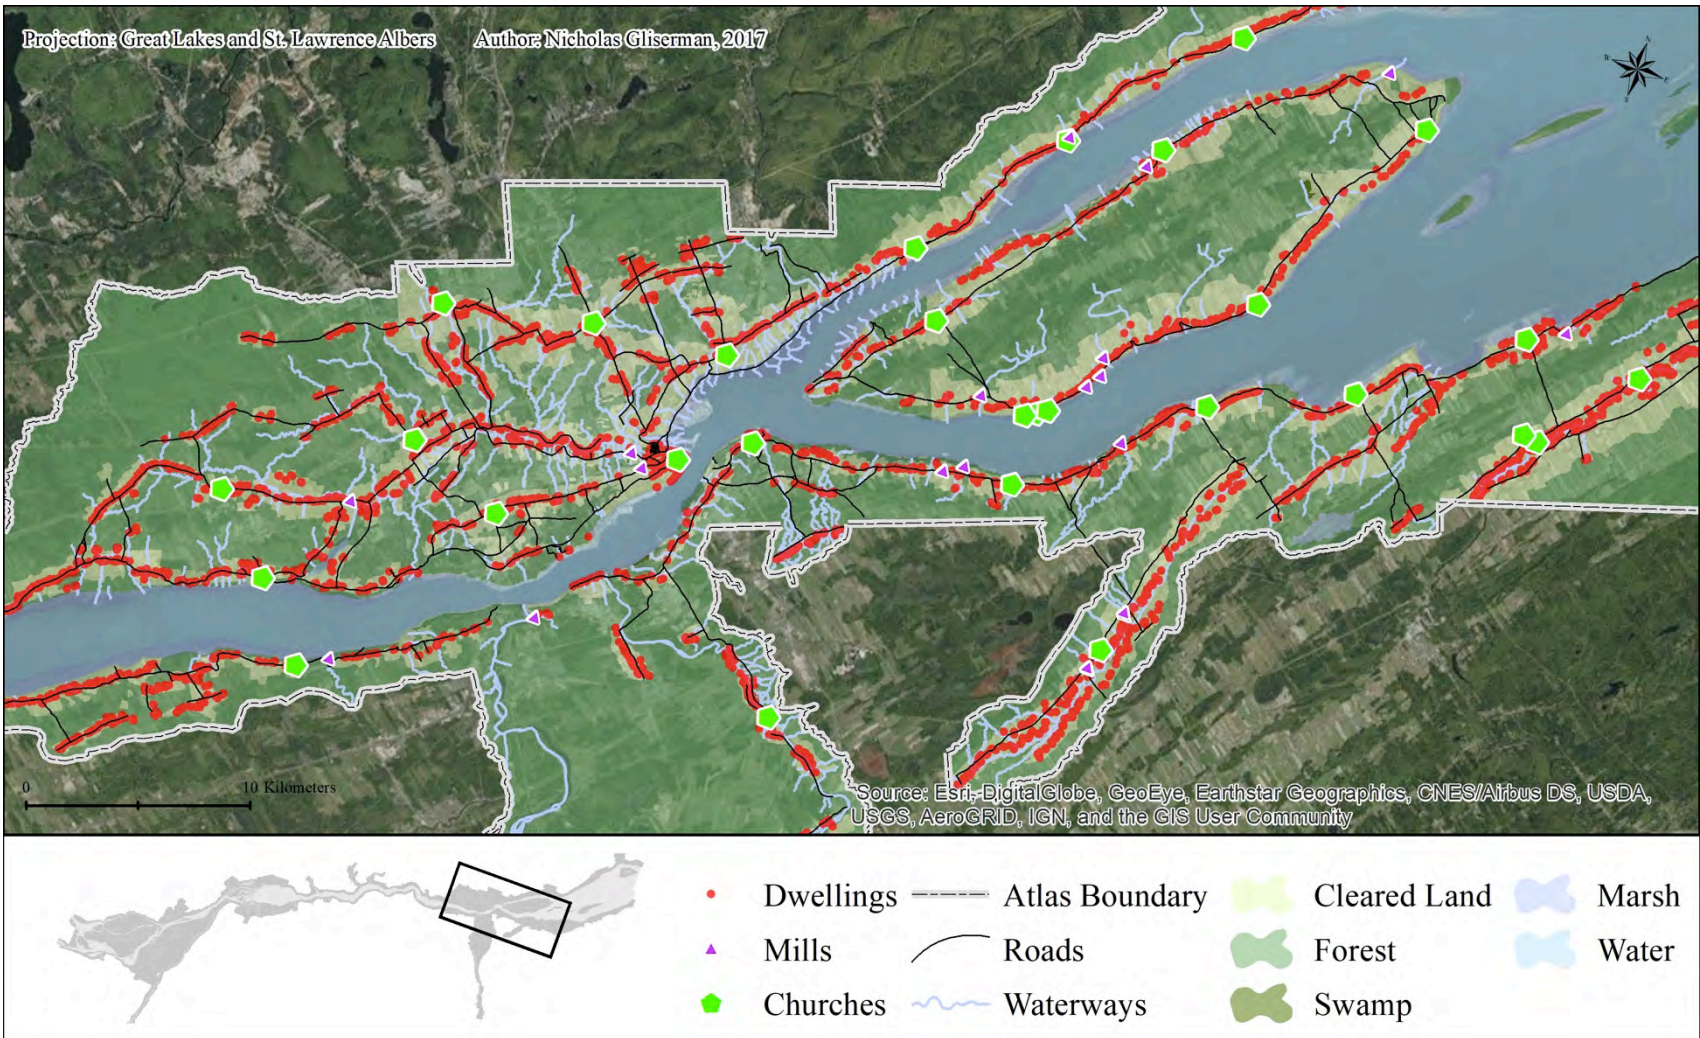 Projection: Great Lakes and St. Lawrence Albers Author: Nicholas Gliserman, 2017
N
W
E
S
0 10 Kilometers
Source: Esri, DigitalGlobe, GeoEye, Earthstar Geographics, CNES/Airbus DS, USDA,
USGS, AeroGRID, IGN, and the GIS User Community
Dwellings Atlas Boundary Cleared Land Marsh
Mills Roads Forest Water
Churches Waterways Swamp